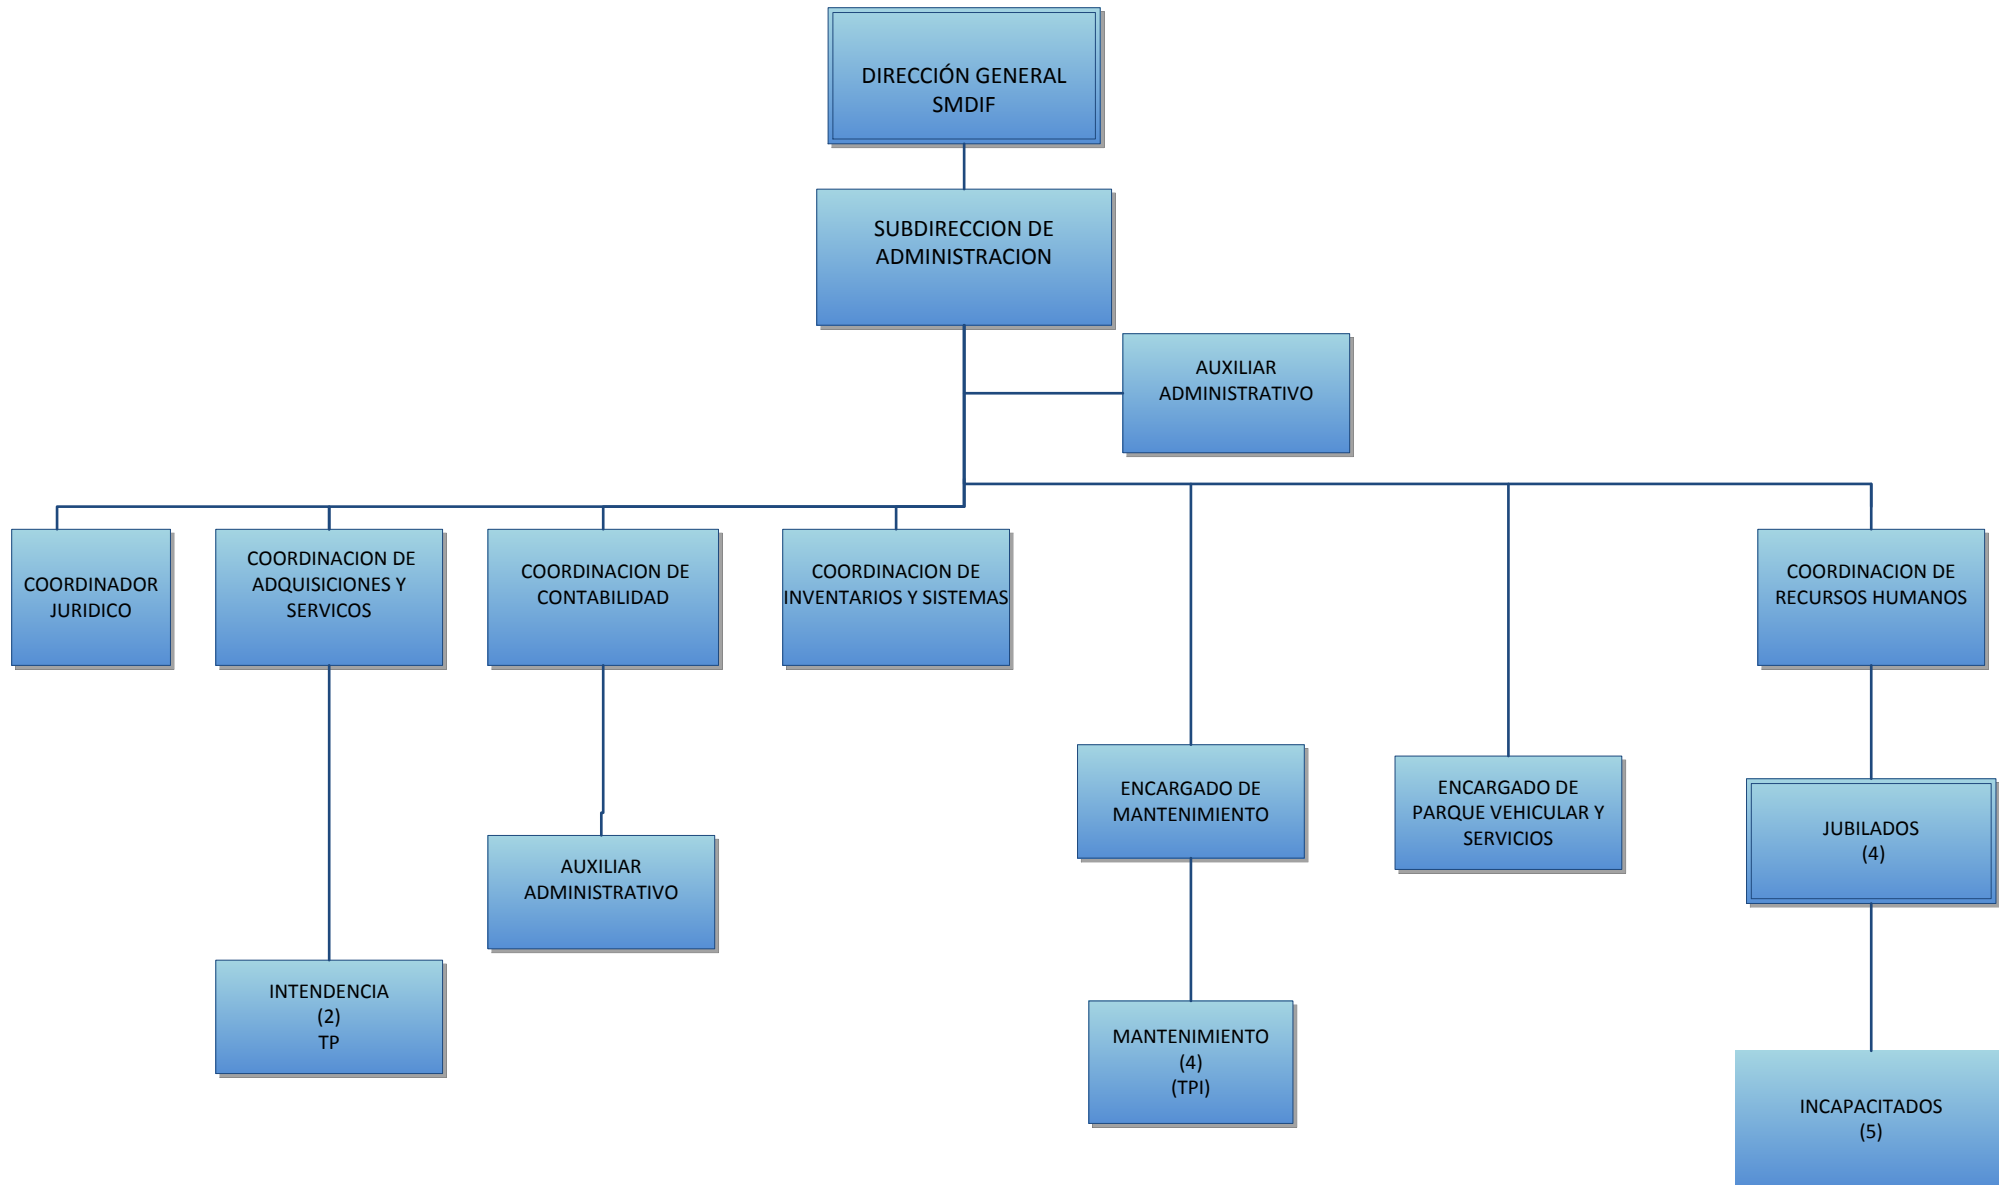 DIRECCIÓN GENERAL
SMDIF
SUBDIRECCION DE
ADMINISTRACION
AUXILIAR
ADMINISTRATIVO
COORDINADOR
JURIDICO
COORDINACION DE
ADQUISICIONES Y
SERVICOS
COORDINACION DE
CONTABILIDAD
COORDINACION DE
INVENTARIOS Y SISTEMAS
COORDINACION DE
RECURSOS HUMANOS
ENCARGADO DE
MANTENIMIENTO
ENCARGADO DE
PARQUE VEHICULAR Y
SERVICIOS
JUBILADOS
(4)
AUXILIAR
ADMINISTRATIVO
INTENDENCIA
(2)
TP
MANTENIMIENTO
(4)
(TPI)
INCAPACITADOS
(5)